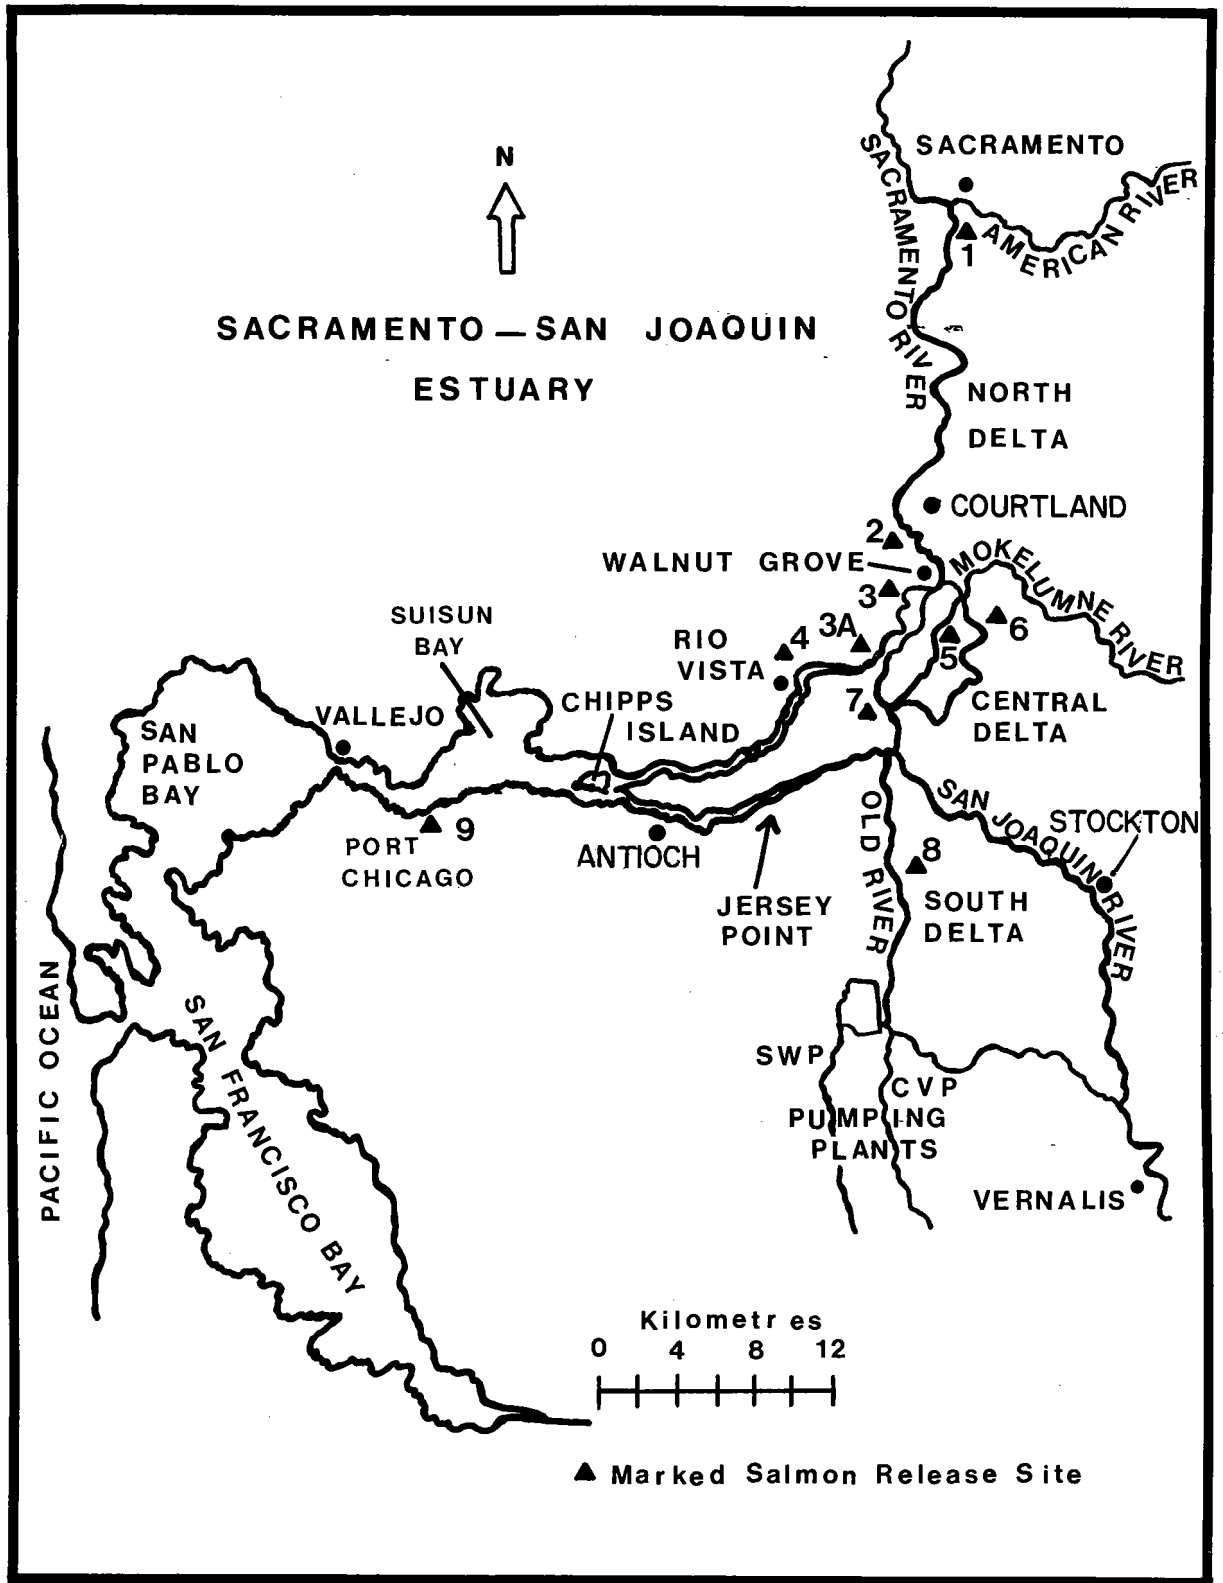 SACRAMENTO
N
SACRAMENTO RIVER
AMERICAN RIVER
1
SACRAMENTO — SAN JOAQUIN
ESTUARY
NORTH
DELTA
COURTLAND
2
WALNUT GROVE
MOKELUMNE RIVER
3
SUISUN
BAY
3A
6
RIO
VISTA
4
5
CHIPPS
ISLAND
7
CENTRAL
DELTA
VALLEJO
SAN
PABLO
BAY
SAN JOAQUIN RIVER
STOCKTON
OLD RIVER
9
PORT
CHICAGO
ANTIOCH
8
JERSEY
POINT
SOUTH
DELTA
PACIFIC OCEAN
SAN FRANCISCO BAY
SWP
CVP
PUMPING
PLANTS
VERNALIS
Kilometres
0 4 8 12
▲ Marked Salmon Release Site